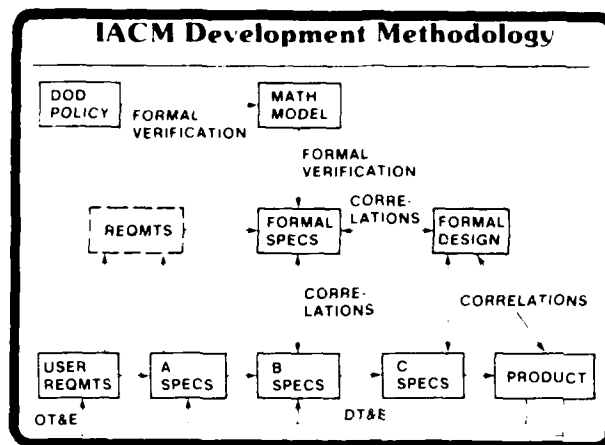 IACM Development Methodology
DOD
POLICY
FORMAL
VERIFICATION
MATH
MODEL
FORMAL
VERIFICATION
REQMTS
FORMAL
SPECS
CORRE-
LATIONS
FORMAL
DESIGN
CORRE-
LATIONS
CORRELATIONS
USER
REQMTS
A
SPECS
B
SPECS
C
SPECS
PRODUCT
OT&E
DT&E